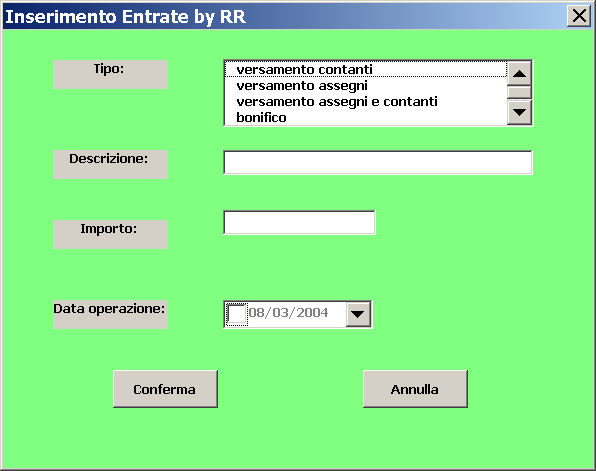 Inserimento Entrate by RR
Tipo:
versamento contanti
versamento assegni
versamento assegni e contanti
bonifico
Descrizione:
Importo:
Data operazione:
08/03/2004
Conferma
Annulla